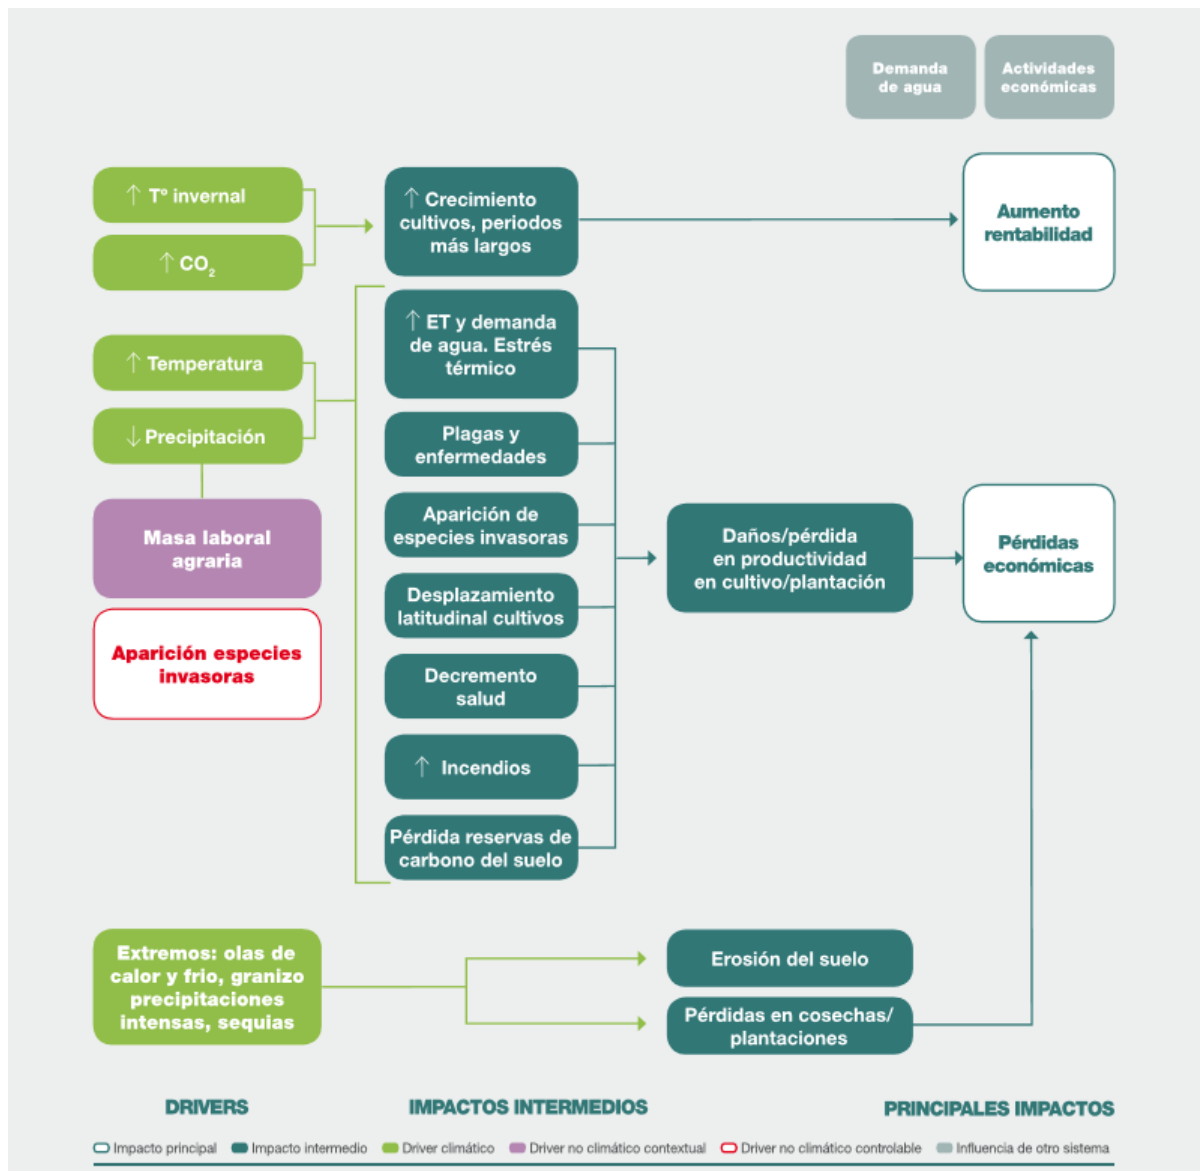 Demanda
de agua
Actividades
económicas
↑ Tº invernal
↑ CO₂
↑ Crecimiento
cultivos, periodos
más largos
Aumento
rentabilidad
↑ Temperatura
↓ Precipitación
Masa laboral
agraria
Aparición especies
invasoras
↑ ET y demanda
de agua. Estrés
térmico
Plagas y
enfermedades
Aparición de
especies invasoras
Desplazamiento
latitudinal cultivos
Decremento
salud
↑ Incendios
Pérdida reservas de
carbono del suelo
Daños/pérdida
en productividad
en cultivo/plantación
Pérdidas
económicas
Extremos: olas de
calor y frio, granizo
precipitaciones
intensas, sequias
Erosión del suelo
Pérdidas en cosechas/
plantaciones
DRIVERS
IMPACTOS INTERMEDIOS
PRINCIPALES IMPACTOS
Impacto principal
Impacto intermedio
Driver climático
Driver no climático contextual
Driver no climático controlable
Influencia de otro sistema